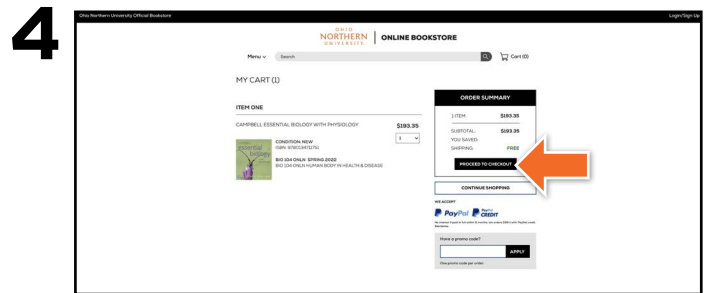 4
Ohio Northern University Official Bookstore
Login/Sign Up
OHIO
NORTHERN
UNIVERSITY
ONLINE BOOKSTORE
Menu
Search
Cart (0)
MY CART (1)
ITEM ONE
CAMPBELL ESSENTIAL BIOLOGY WITH PHYSIOLOGY
$193.35
1
essential
biology
CONDITION: NEW
BIO 104 ONLN- SPRING 2022
BIO 104 ONLN HUMAN BODY IN HEALTH & DISEASE
ORDER SUMMARY
1 ITEM $193.35
SUBTOTAL: $193.35
YOU SAVED:
SHIPPING: FREE
PROCEED TO CHECKOUT
CONTINUE SHOPPING
WE ACCEPT
PayPal
PayPal
CREDIT
Have a promo code?
APPLY
One promo code per order.